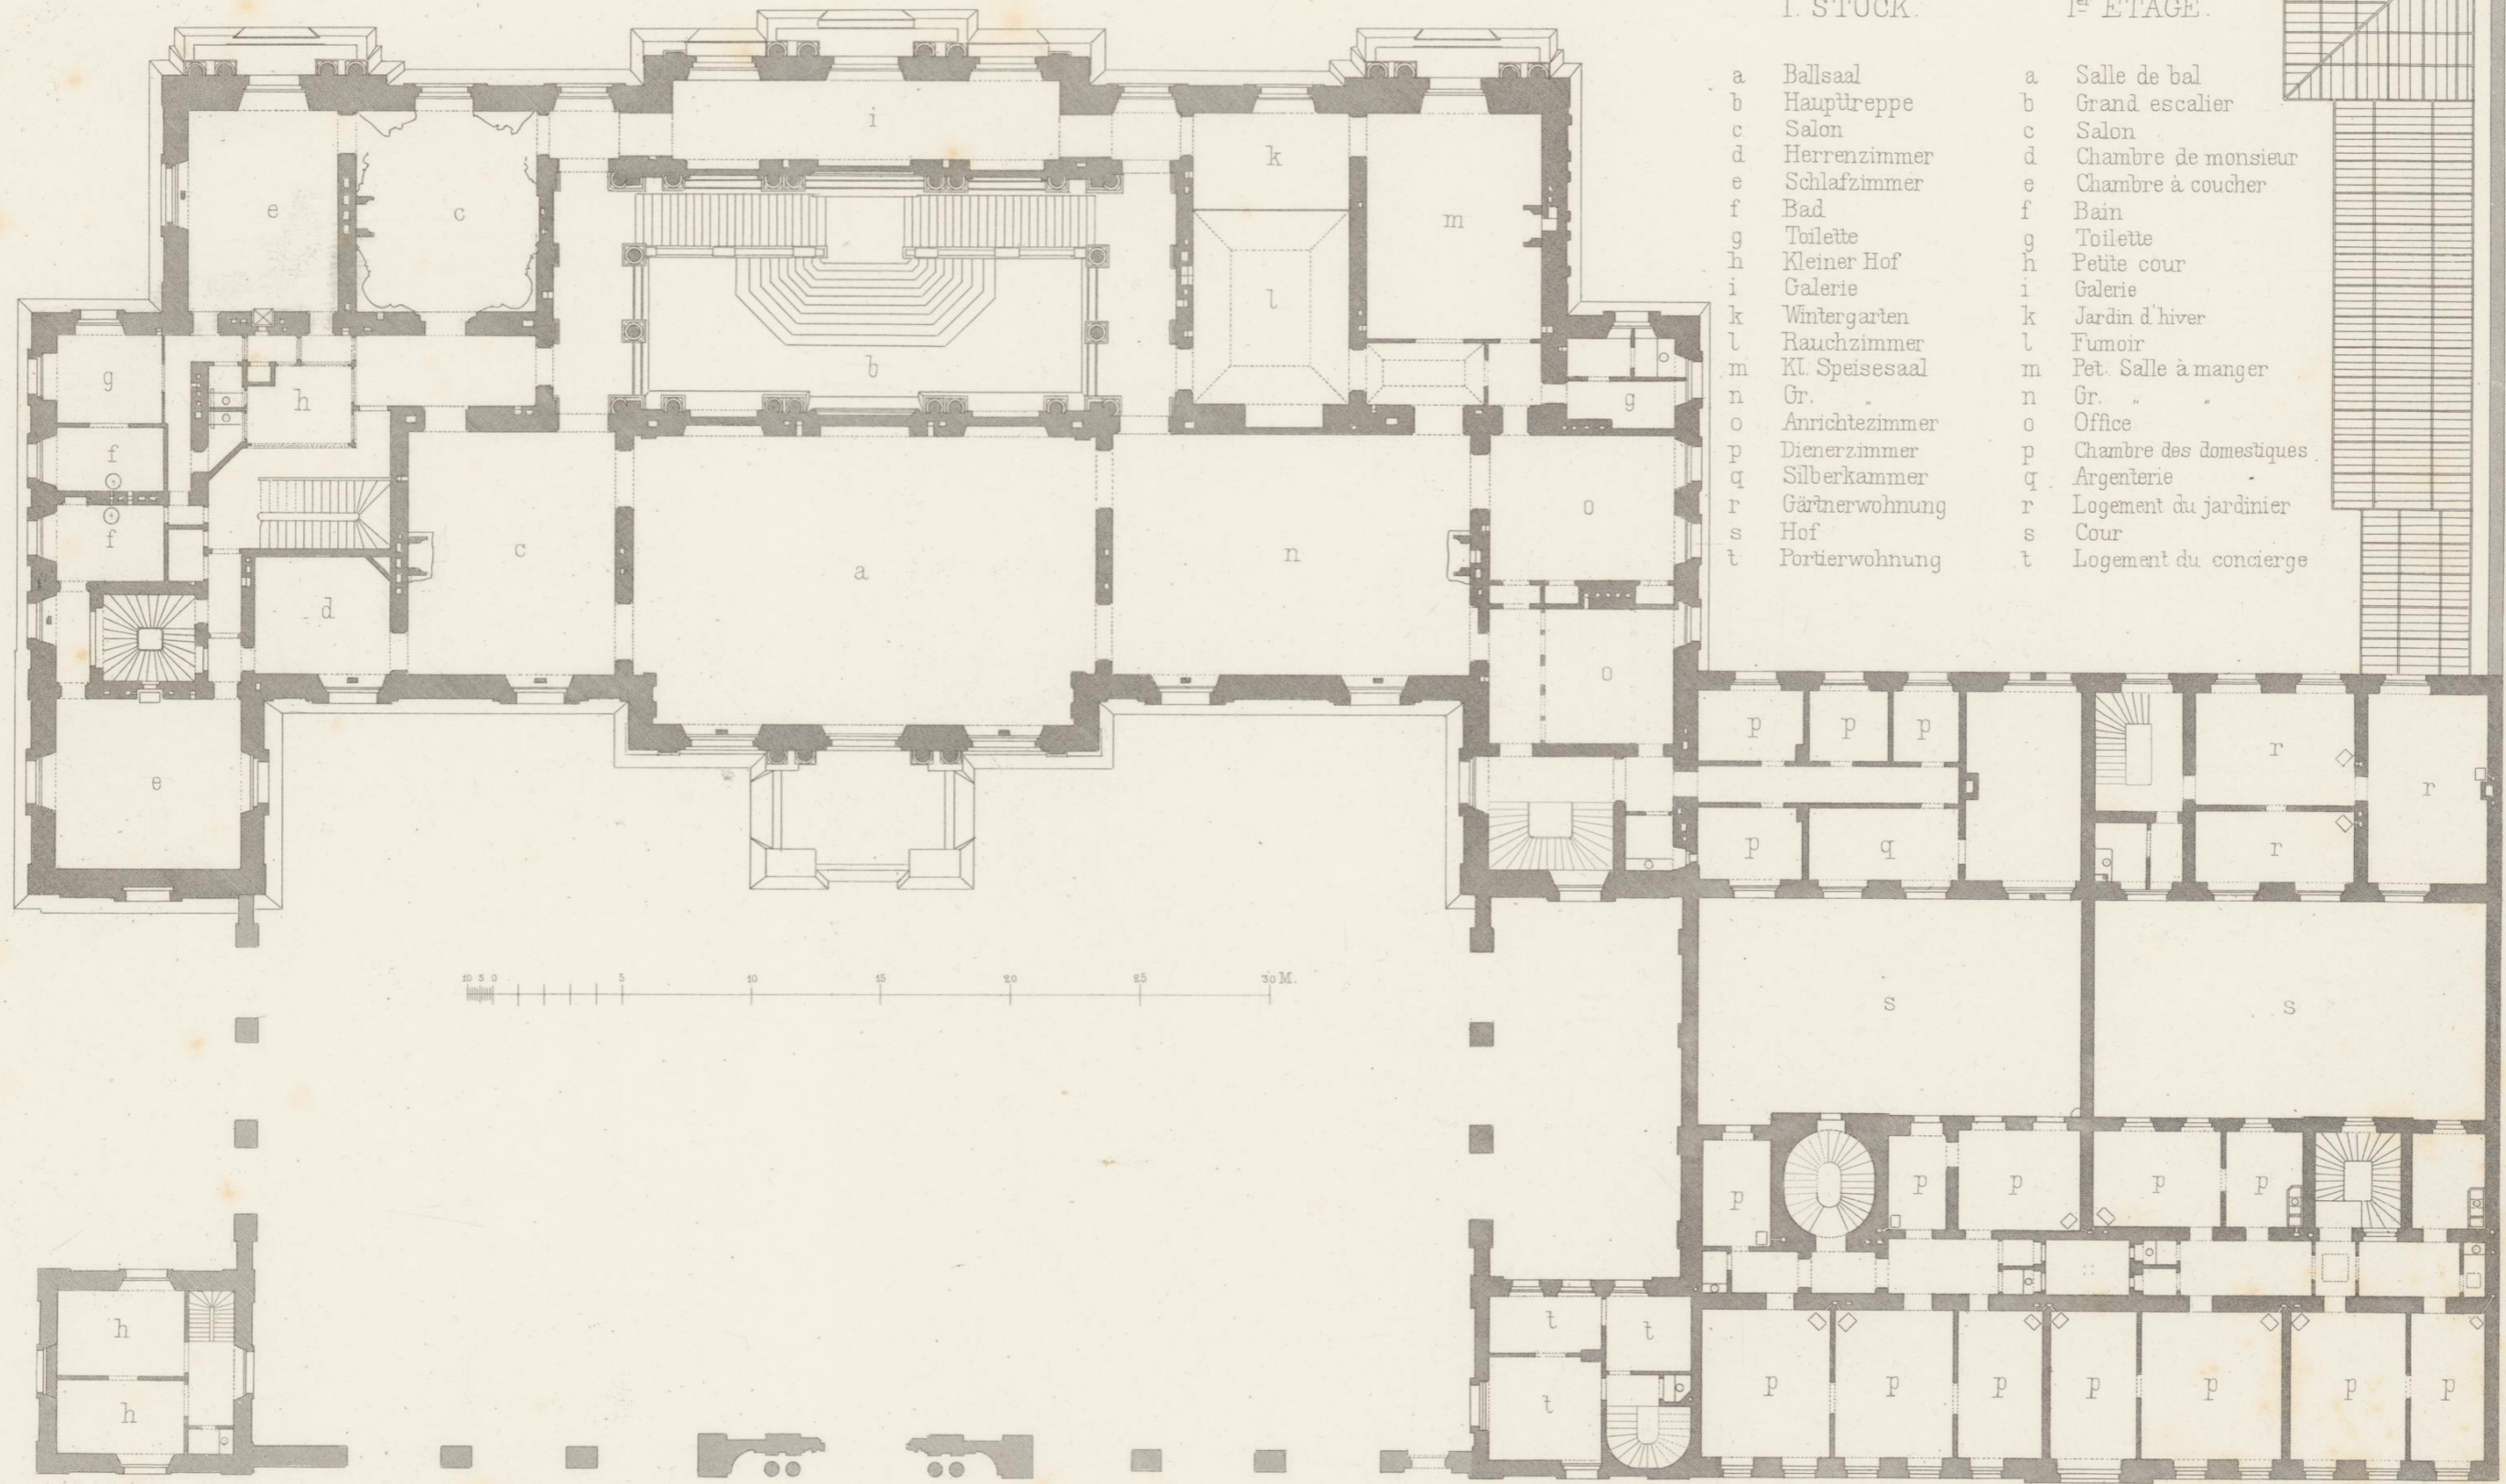 I. STOCK. 1er ETAGE.
a Ballsaal a Salle de bal
b Haupttreppe b Grand escalier
c Salon c Salon
d Herrenzimmer d Chambre de monsieur
e Schlafzimmer e Chambre à coucher
f Bad f Bain
g Toilette g Toilette
h Kleiner Hof h Petite cour
i Galerie i Galerie
k Wintergarten k Jardin d'hiver
l Rauchzimmer l Fumoir
m Kl. Speisesaal m Pet. Salle à manger
n Gr. „ n Gr. „ „
o Anrichtezimmer o Office
p Dienerzimmer p Chambre des domestiques.
q Silberkammer q Argenterie
r Gärtnerwohnung r Logement du jardinier
s Hof s Cour
t Portierwohnung t Logement du concierge
i
k
e c m
l
b
g h g
f
f c a n o
d
o
e
p p p r r
p q r
10 5 0 5 10 15 20 25 30 M.
s s
p p p p p
h t t
h t p p p p p p p